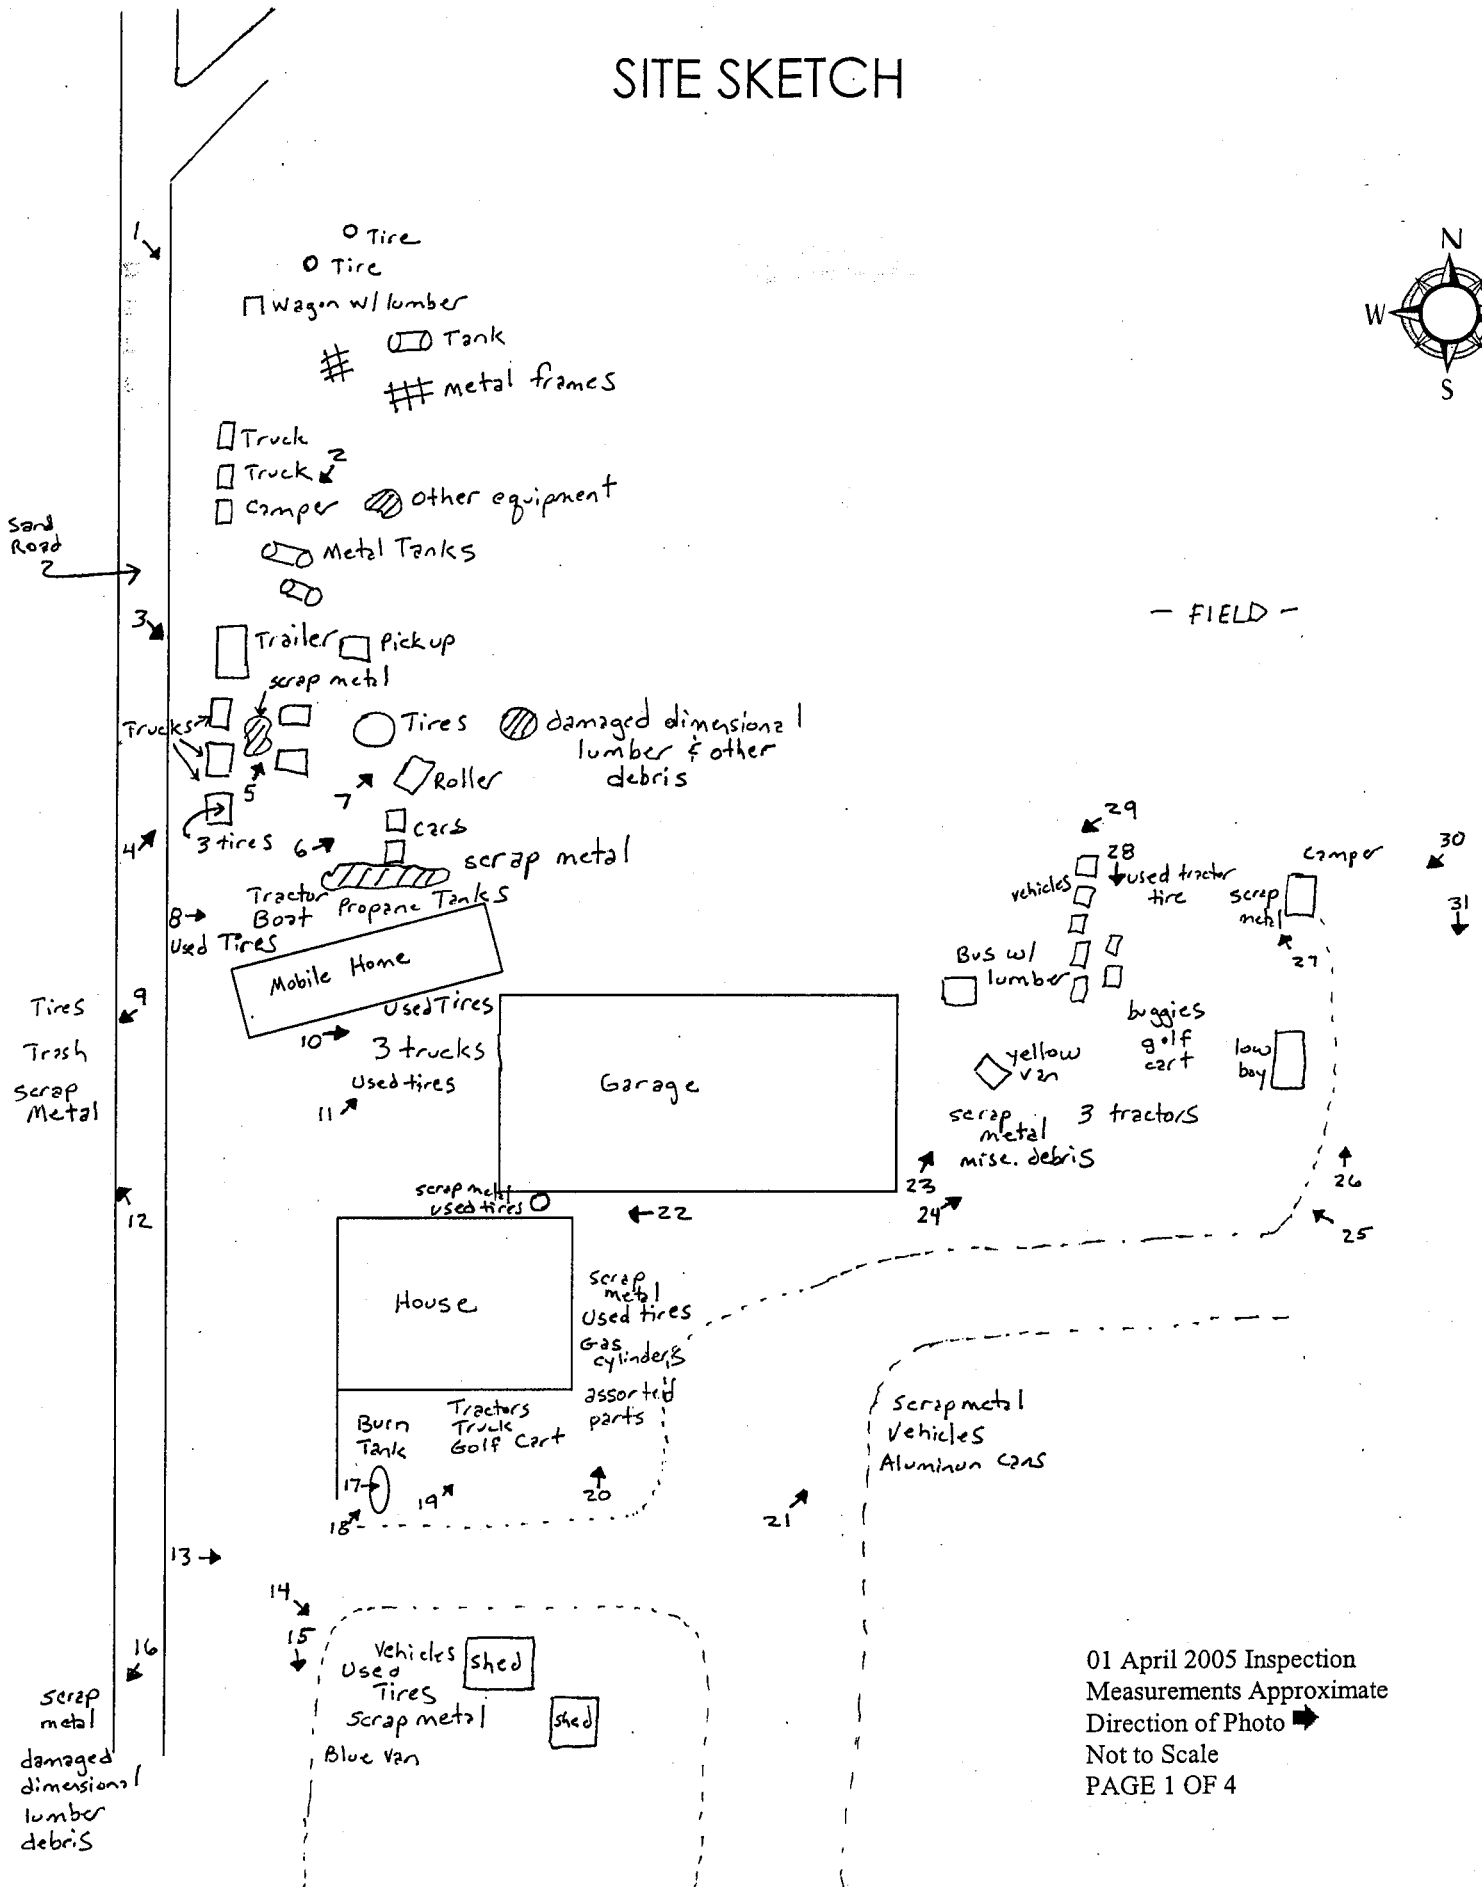 SITE SKETCH
1
Tire
Tire
N
W
S
Wagon w/ lumber
Tank
metal frames
Truck
2
Truck
Camper
Other equipment
Sand
Road
Metal Tanks
3
- FIELD -
Trailer
Pickup
scrap metal
Trucks
Tires
damaged dimensional
lumber & other
debris
5
7
Roller
4
3 tires
6
cars
scrap metal
29
28
30
camper
vehicles
used tractor
tire
scrap
metal
31
27
8
Tractor
Boat
Propane Tanks
Used Tires
Mobile Home
Bus w/
lumber
Tires
9
Trash
scrap
Metal
Used Tires
10
3 trucks
Used tires
11
Garage
buggies
golf
cart
low
boy
yellow
van
scrap
metal
misc. debris
3 tractors
23
24
26
25
12
scrap metal
used tires
22
House
scrap
metal
Used tires
Gas
cylinders
assorted
parts
Burn
Tank
Tractors
Truck
Golf Cart
scrap metal
Vehicles
Aluminun cans
17
18
19
20
21
13
14
15
16
scrap
metal
damaged
dimensional
lumber
debris
Vehicles
Used
Tires
Scrap metal
Blue Van
shed
shed
01 April 2005 Inspection
Measurements Approximate
Direction of Photo
Not to Scale
PAGE 1 OF 4